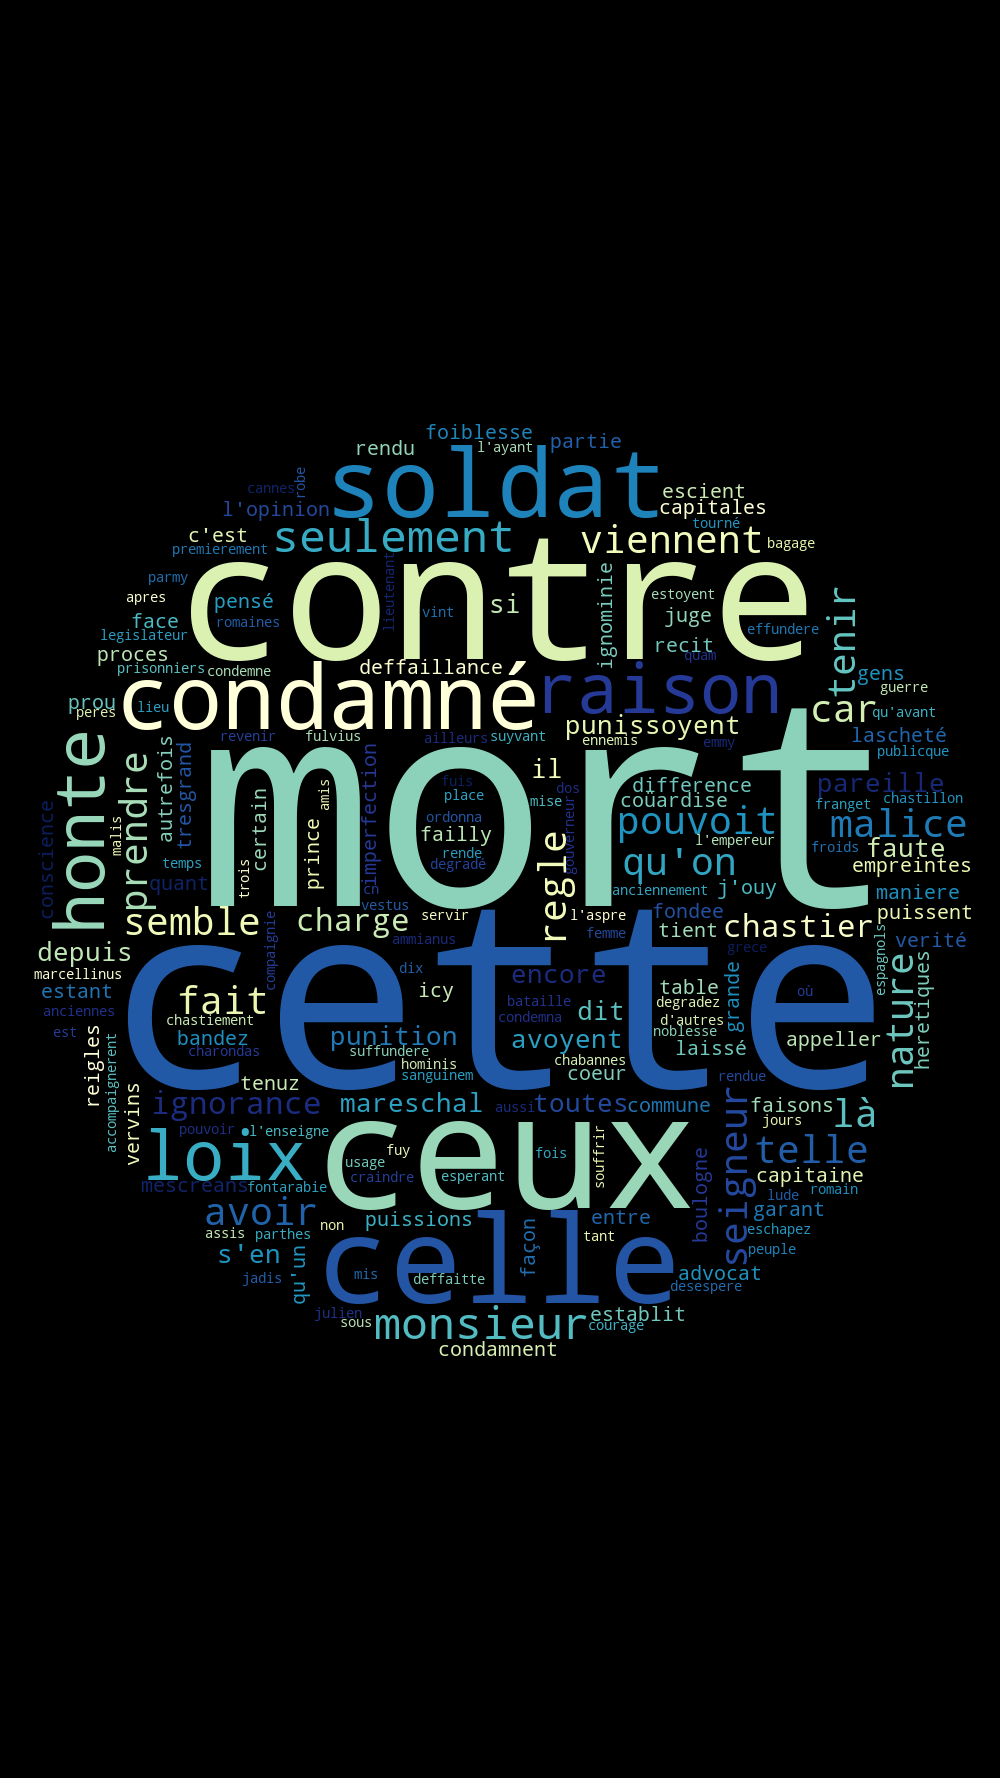 foiblesse
rendu
l'ayant
partie
soldat
cannes
robe
l'opinion
escient
capitales
tourné
c'est
premierement
seulement
viennent
bagage
contre
parmy
apres
pensé
face
romaines
legislateur
lieutenant
vint
si
ignominie
estoyent
juge
effundere
tenir
proces
prisonniers
condemne
deffaillance
recit
quam
gens
guerre
condamné
raison
prou
peres
lieu
punissoyent
car
qu'avant
lascheté
publicque
revenir
fulvius
ailleurs
suyvant
ennemis
emmy
mort
honte
prendre
autrefois
tresgrand
conscience
malis
temps
quant
certain
trois
prince
amis
imperfection
ci
vestus
fuis
place
ordonna
failly
rende
degradé
il
mise
dos
gouverneur
regle
difference
coüardise
pouvoit
l'empereur
qu'on
anciennement
j'ouy
pareille
franget
chastillon
malice
froids
faute
empreintes
maniere
puissent
semble
charge
servir
l'aspre
fondee
femme
tient
chastier
verité
espagnols
depuis
marcellinus
compaignie
ammianus
grece
cette
estant
anciennes
est
fait
chastiement
bandez
charondas
dix
icy
encore
bataille
condemna
dit
table
degradez
d'autres
noblesse
grande
où
nature
heretiques
punition
suffundere
avoyent
chabannes
laissé
appeller
hominis
sanguinem
coeur
rendue
reigles
accompaignerent
vervins
tenuz
ignorance
mareschal
aussi
toutes
commune
faisons
jours
là
pouvoir
l'enseigne
loix
ceux
fuy
usage
craindre
esperant
fois
souffrir
boulogne
seigneur
telle
capitaine
mescreans
fontarabie
lude
romain
avoir
assis
parthes
non
puissions
entre
tant
garant
eschapez
peuple
s'en
jadis
qu'un
mis
celle
deffaitte
façon
advocat
desespere
julien
sous
monsieur
establit
courage
condamnent